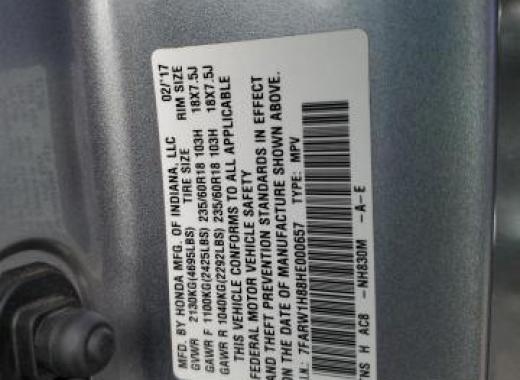 MFD. BY HONDA MFG. OF INDIANA, LLC 02/'17
GVWR 2130KG(4695LBS) TIRE SIZE RIM SIZE
GAWR F 1100KG(2425LBS) 235/60R18 103H 18X7.5J
GAWR R 1040KG(2292LBS) 235/60R18 103H 18X7.5J
THIS VEHICLE CONFORMS TO ALL APPLICABLE
FEDERAL MOTOR VEHICLE SAFETY
AND THEFT PREVENTION STANDARDS IN EFFECT
ON THE DATE OF MANUFACTURE SHOWN ABOVE.
I.N.: 7FARW1H88HE000657 TYPE: MPV
TNS H AC8 -NH830M -A-E